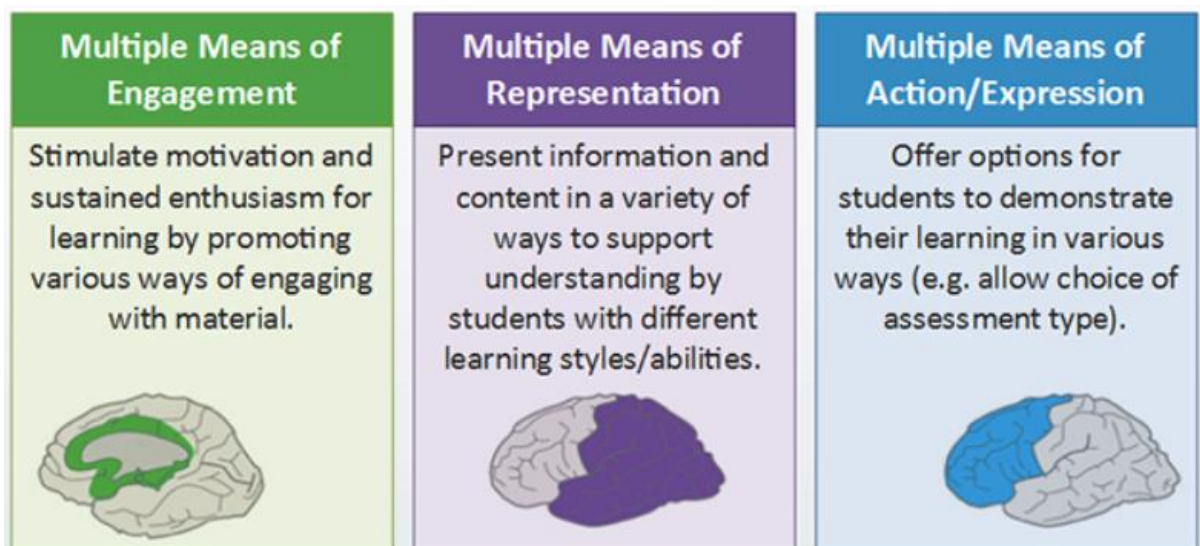 Multiple Means of
Engagement
Stimulate motivation and
sustained enthusiasm for
learning by promoting
various ways of engaging
with material.
Multiple Means of
Representation
Present information and
content in a variety of
ways to support
understanding by
students with different
learning styles/abilities.
Multiple Means of
Action/Expression
Offer options for
students to demonstrate
their learning in various
ways (e.g. allow choice of
assessment type).